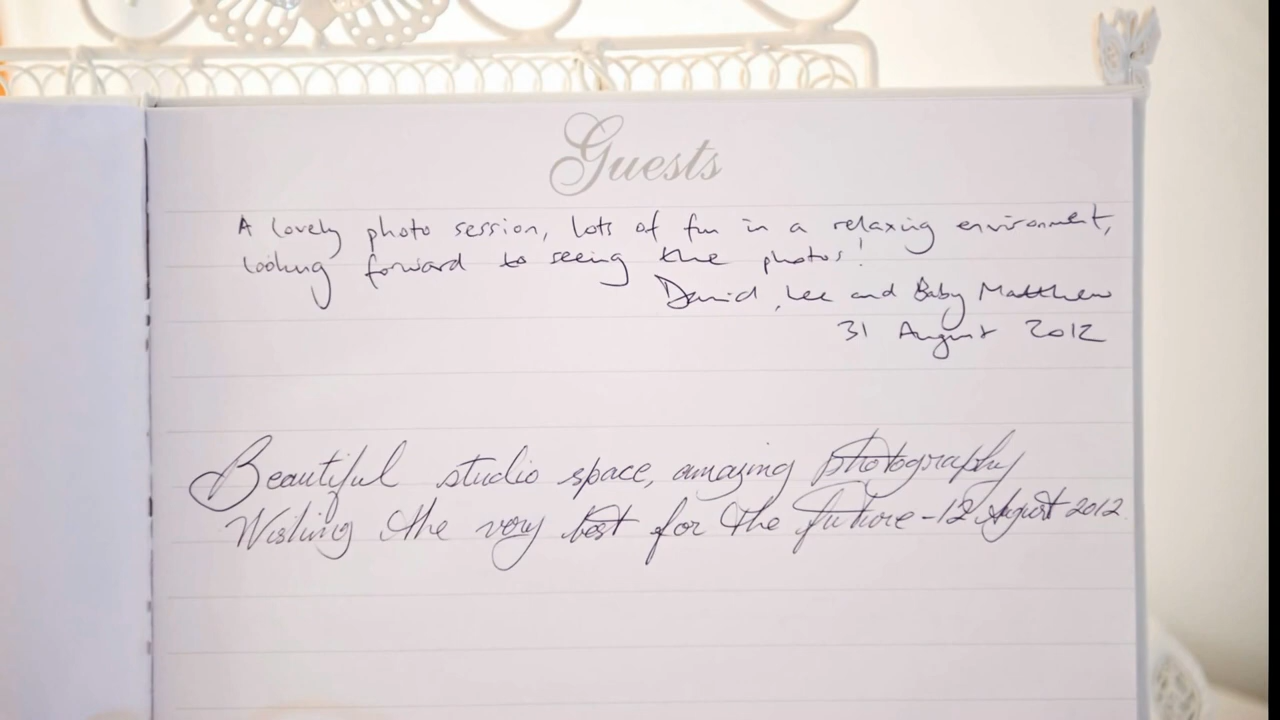 Guests
A lovely photo session, lots of fun in a relaxing environment,
looking forward to seeing the photos!
David, Lee and Baby Matthew
31 August 2012
Beautiful studio space, amazing photography
Wishing the very best for the future - 12 August 2012